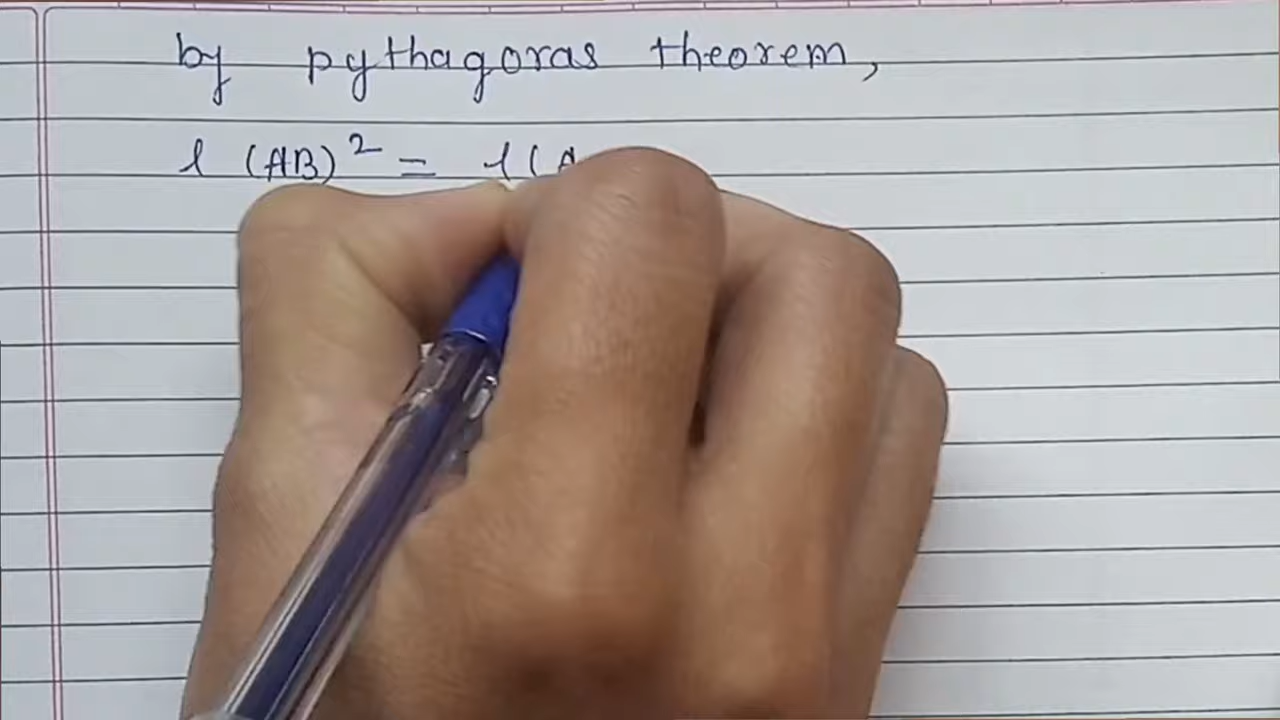 by pythagoras theorem,
l (AB)² = l (A